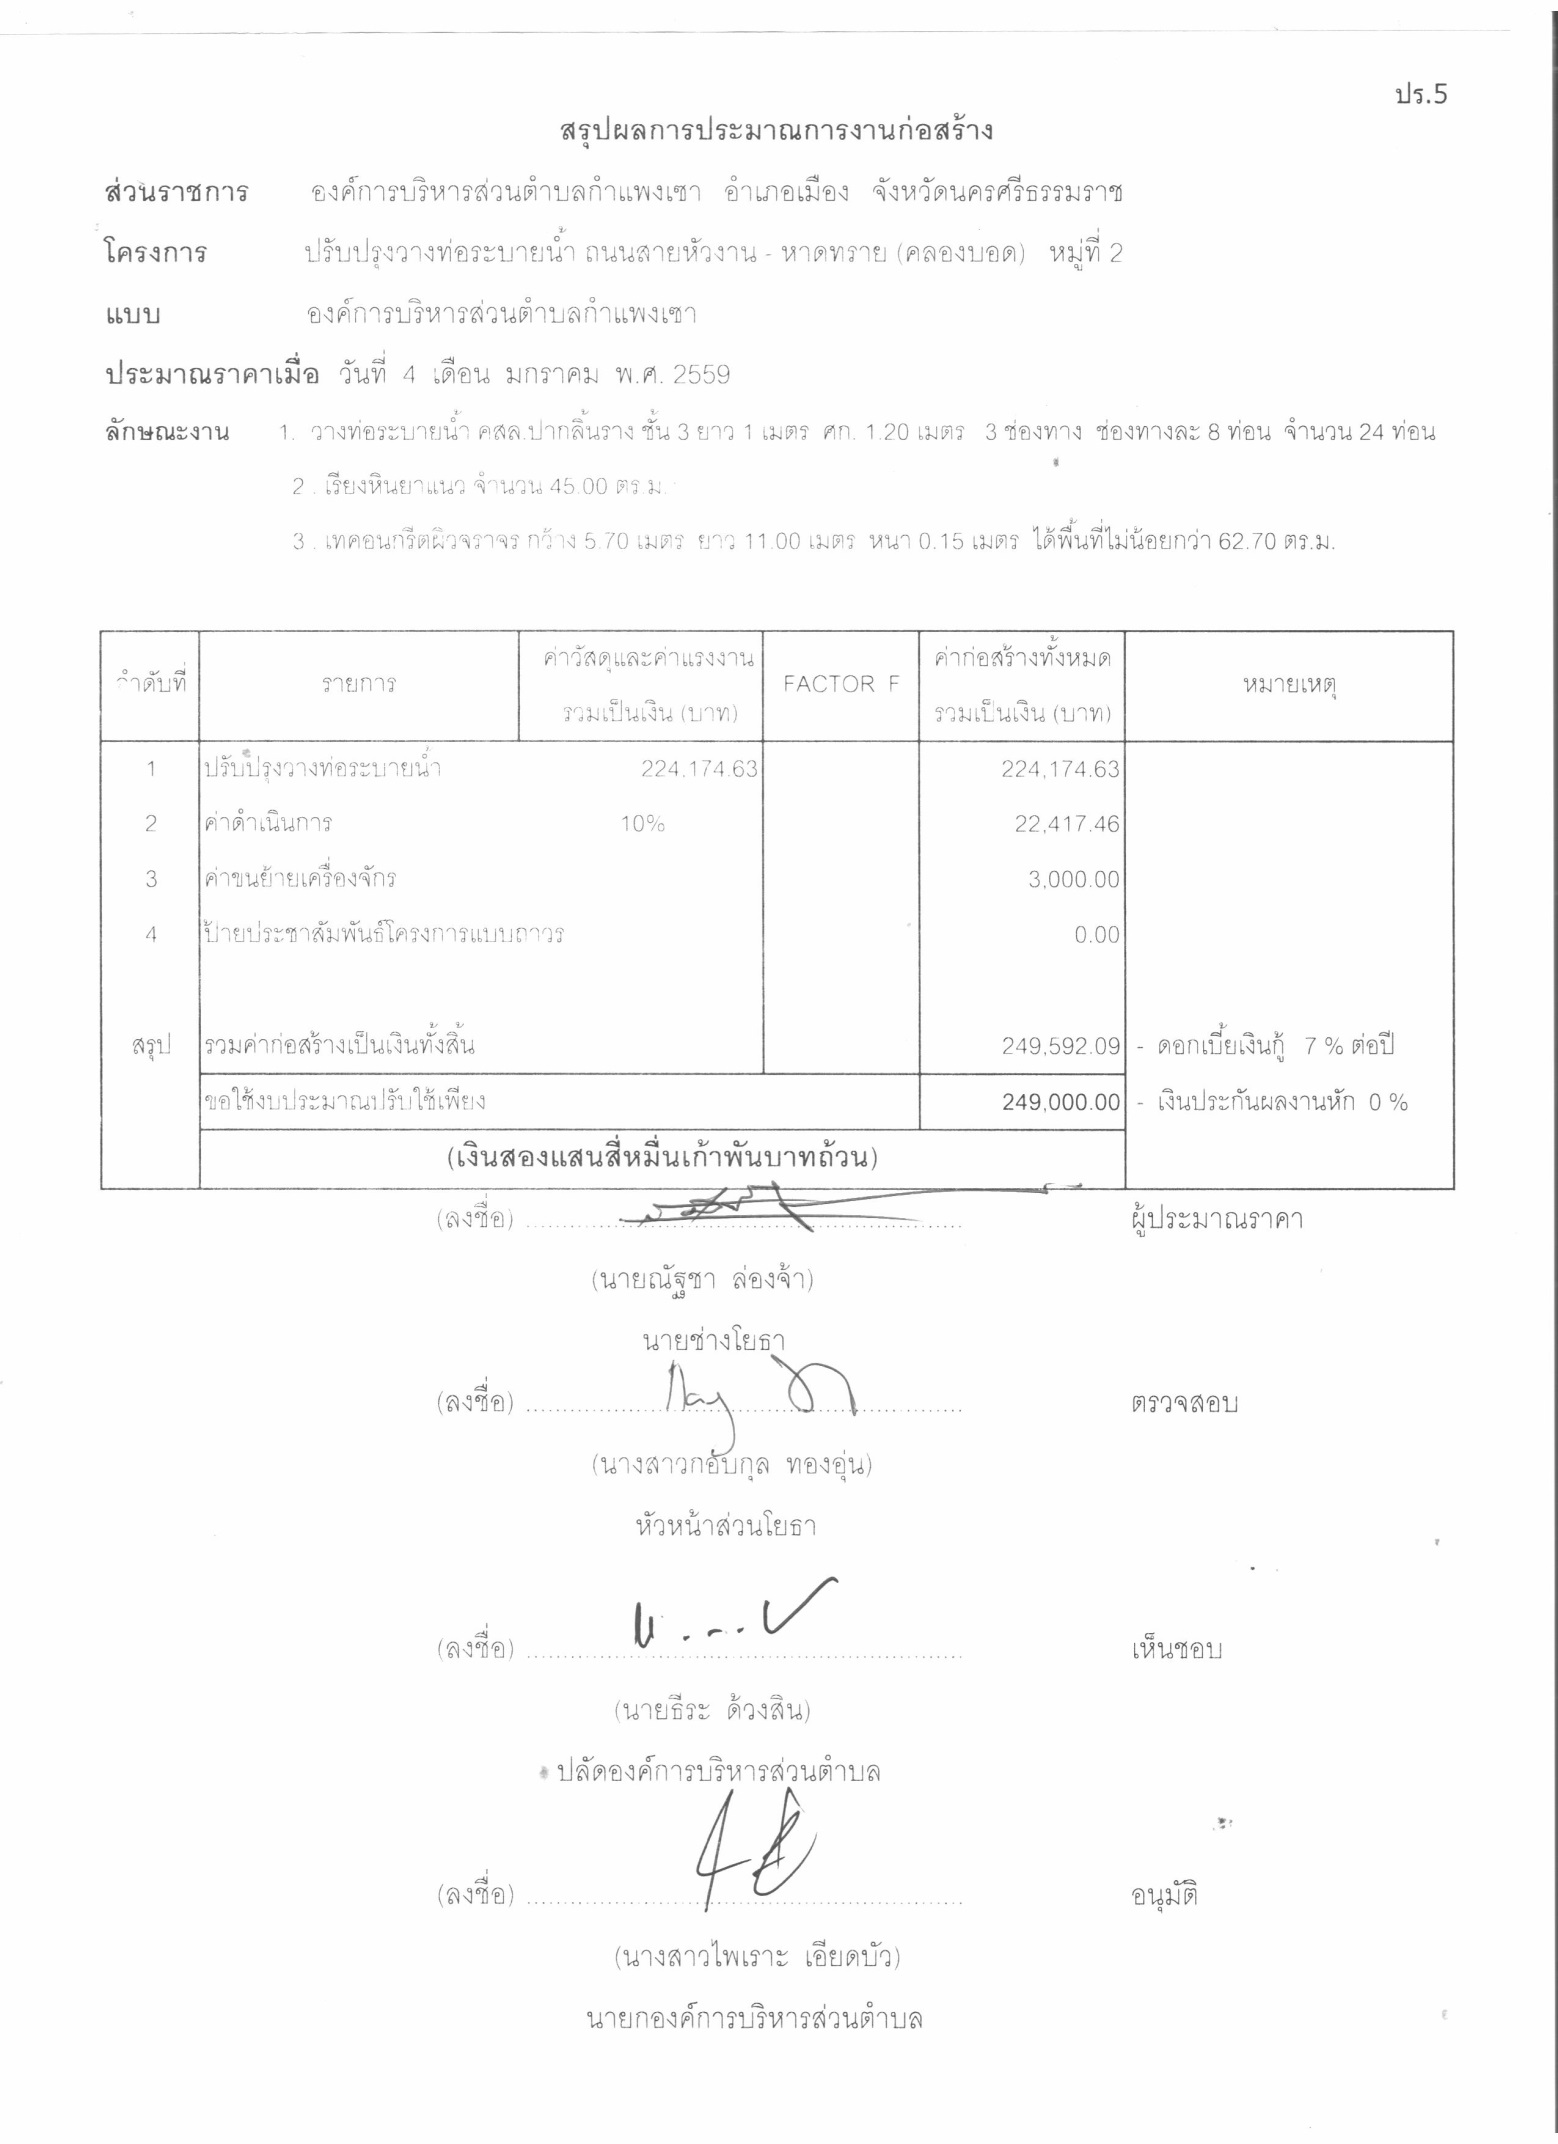 ปร.5
สรุปผลการประมาณการงานก่อสร้าง
ส่วนราชการ องค์การบริหารส่วนตำบลกำแพงเซา อำเภอเมือง จังหวัดนครศรีธรรมราช
โครงการ ปรับปรุงวางท่อระบายน้ำ ถนนสายหัวงาน - หาดทราย (คลองบอด) หมู่ที่ 2
แบบ องค์การบริหารส่วนตำบลกำแพงเซา
ประมาณราคาเมื่อ วันที่ 4 เดือน มกราคม พ.ศ. 2559
ลักษณะงาน 1. วางท่อระบายน้ำ คสล.ปากลิ้นราง ชั้น 3 ยาว 1 เมตร ศก. 1.20 เมตร 3 ช่องทาง ช่องทางละ 8 ท่อน จำนวน 24 ท่อน
2 . เรียงหินยาแนว จำนวน 45.00 ตร.ม.
3 . เทคอนกรีตผิวจราจร กว้าง 5.70 เมตร ยาว 11.00 เมตร หนา 0.15 เมตร ได้พื้นที่ไม่น้อยกว่า 62.70 ตร.ม.
ลำดับที่ รายการ ค่าวัสดุและค่าแรงงาน รวมเป็นเงิน (บาท) FACTOR F ค่าก่อสร้างทั้งหมด รวมเป็นเงิน (บาท) หมายเหตุ
1 ปรับปรุงวางท่อระบายน้ำ 224,174.63 224,174.63
2 ค่าดำเนินการ 10% 22,417.46
3 ค่าขนย้ายเครื่องจักร 3,000.00
4 ป้ายประชาสัมพันธ์โครงการแบบถาวร 0.00
สรุป รวมค่าก่อสร้างเป็นเงินทั้งสิ้น 249,592.09 - ดอกเบี้ยเงินกู้ 7 % ต่อปี
ขอใช้งบประมาณปรับใช้เพียง 249,000.00 - เงินประกันผลงานหัก 0 %
(เงินสองแสนสี่หมื่นเก้าพันบาทถ้วน)
(ลงชื่อ) ผู้ประมาณราคา
(นายณัฐชา ล่องจ้า)
นายช่างโยธา
(ลงชื่อ) ตรวจสอบ
(นางสาวกอับกุล ทองอุ่น)
หัวหน้าส่วนโยธา
(ลงชื่อ) เห็นชอบ
(นายธีระ ด้วงสิน)
ปลัดองค์การบริหารส่วนตำบล
(ลงชื่อ) อนุมัติ
(นางสาวไพเราะ เอียดบัว)
นายกองค์การบริหารส่วนตำบล